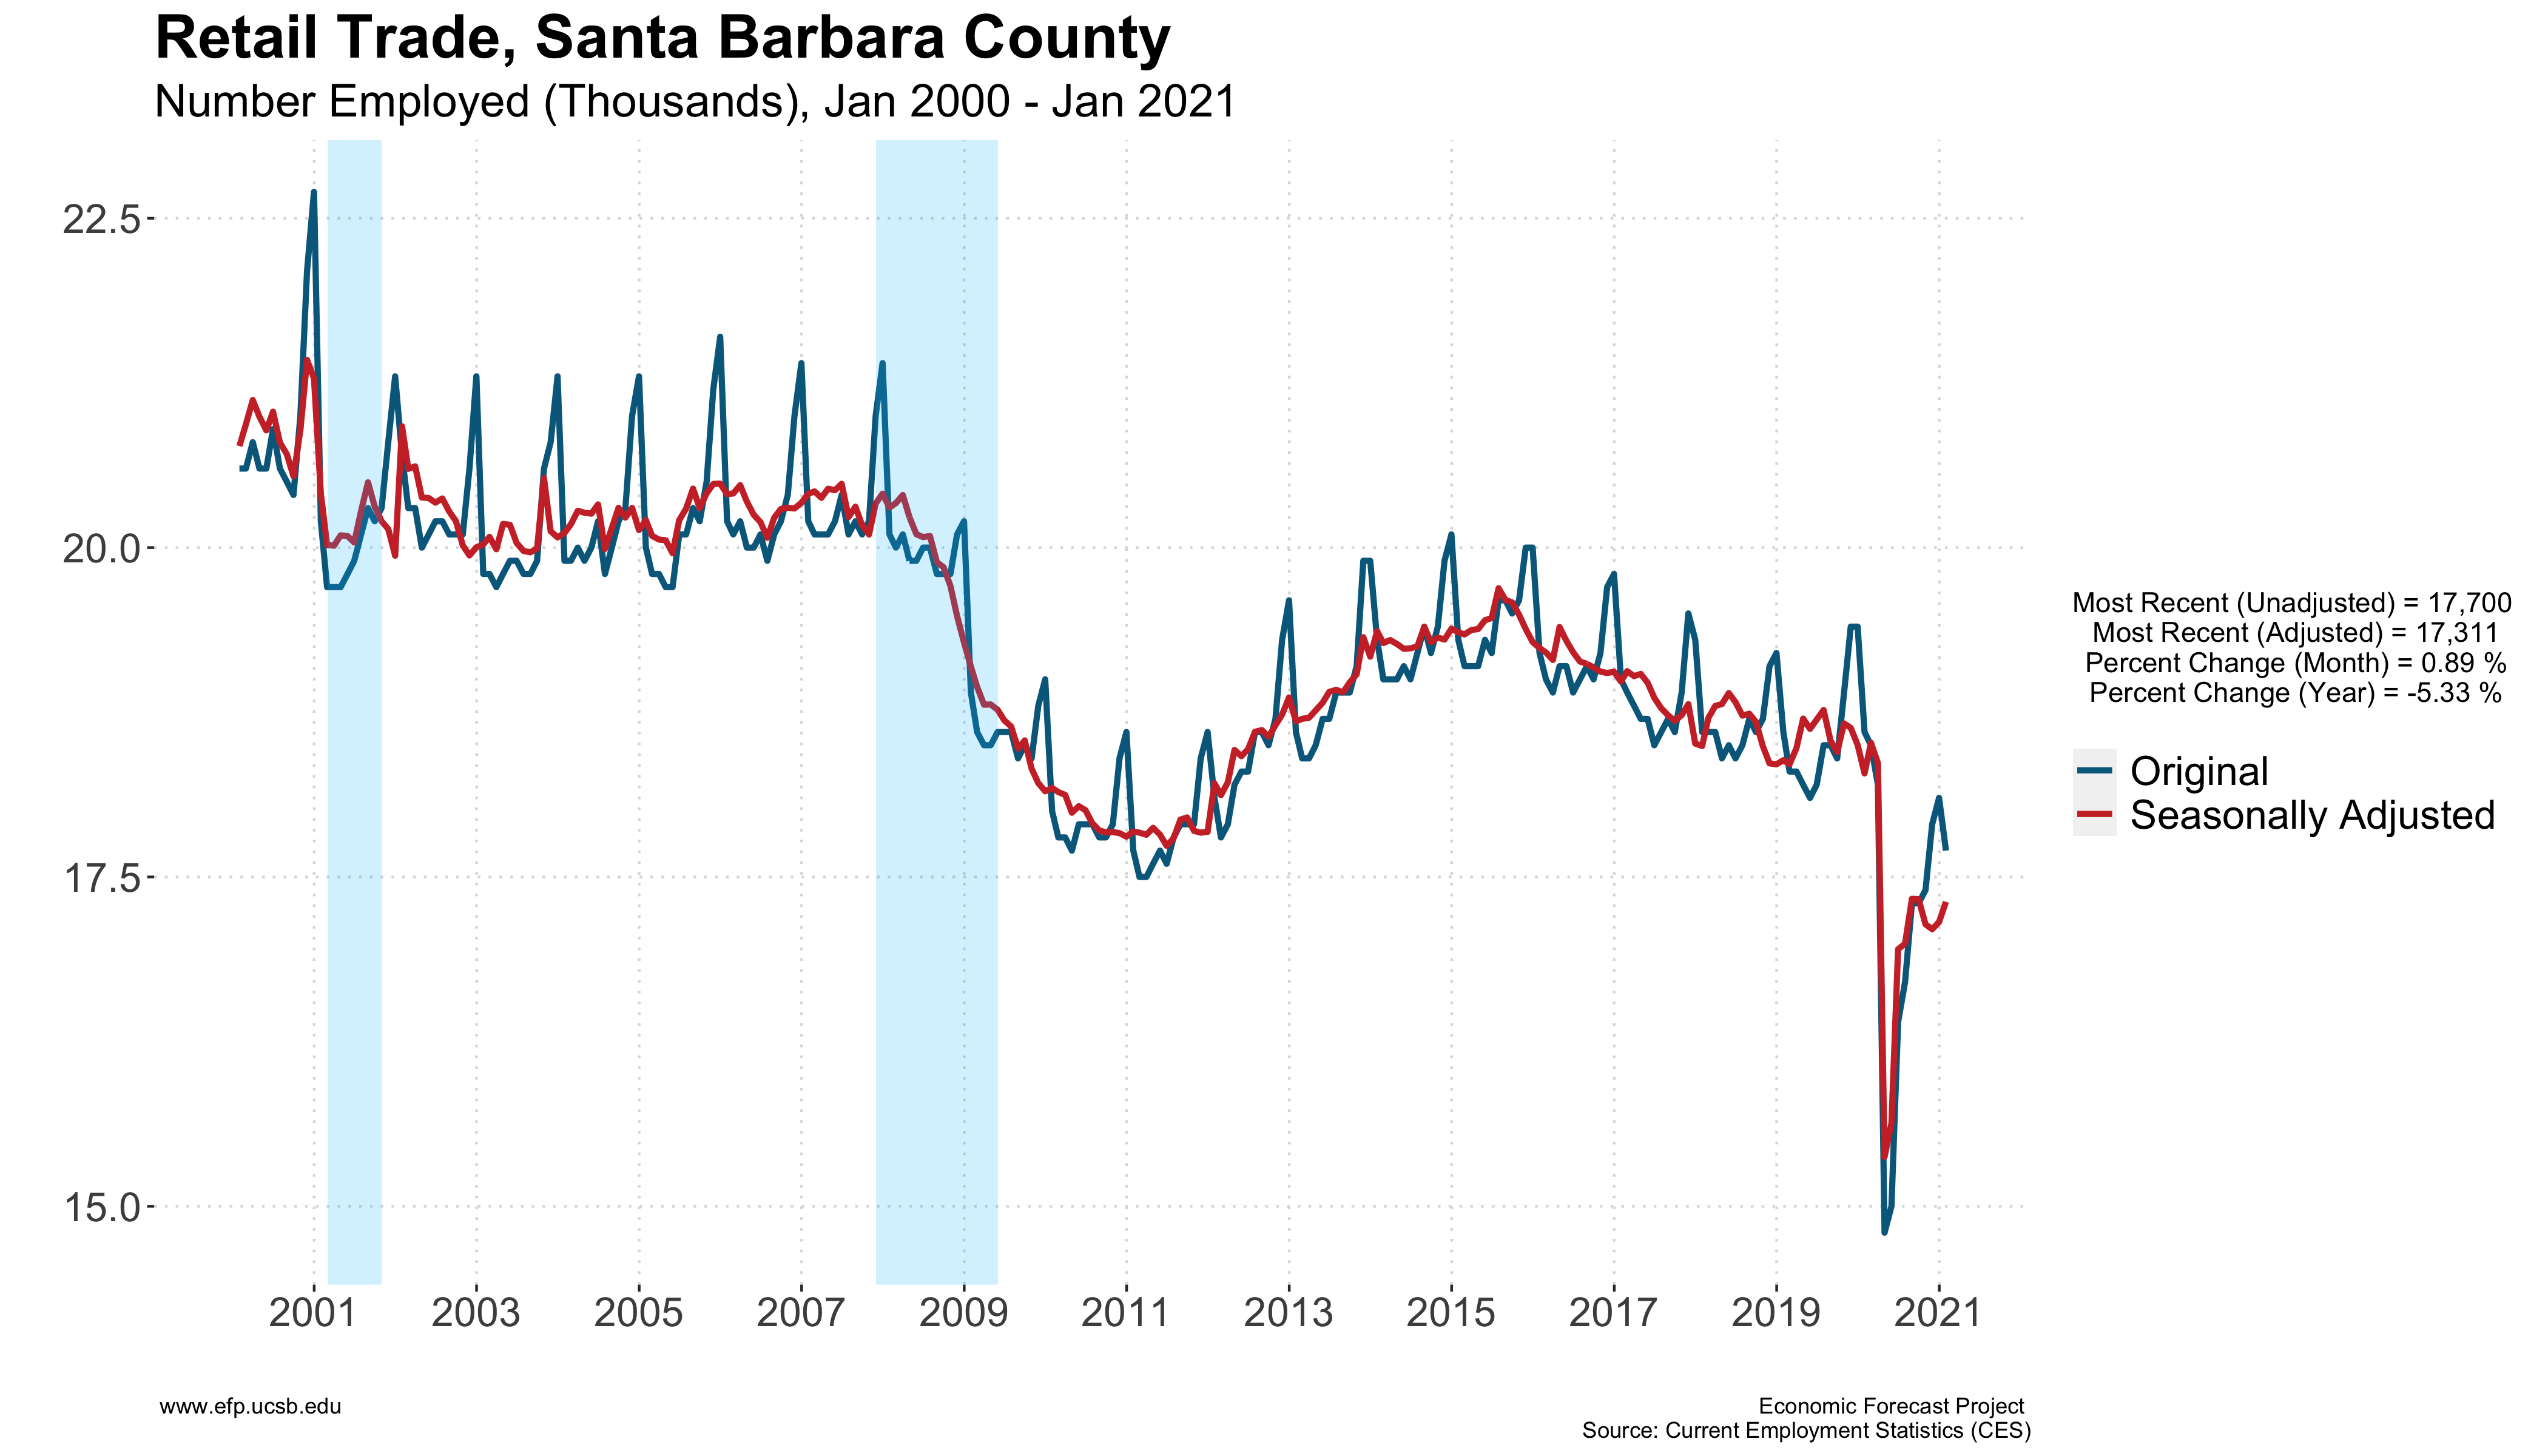 Retail Trade, Santa Barbara County
Number Employed (Thousands), Jan 2000 - Jan 2021
22.5
20.0
17.5
15.0
2001 2003 2005 2007 2009 2011 2013 2015 2017 2019 2021
Most Recent (Unadjusted) = 17,700
Most Recent (Adjusted) = 17,311
Percent Change (Month) = 0.89 %
Percent Change (Year) = -5.33 %
Original
Seasonally Adjusted
www.efp.ucsb.edu
Economic Forecast Project
Source: Current Employment Statistics (CES)